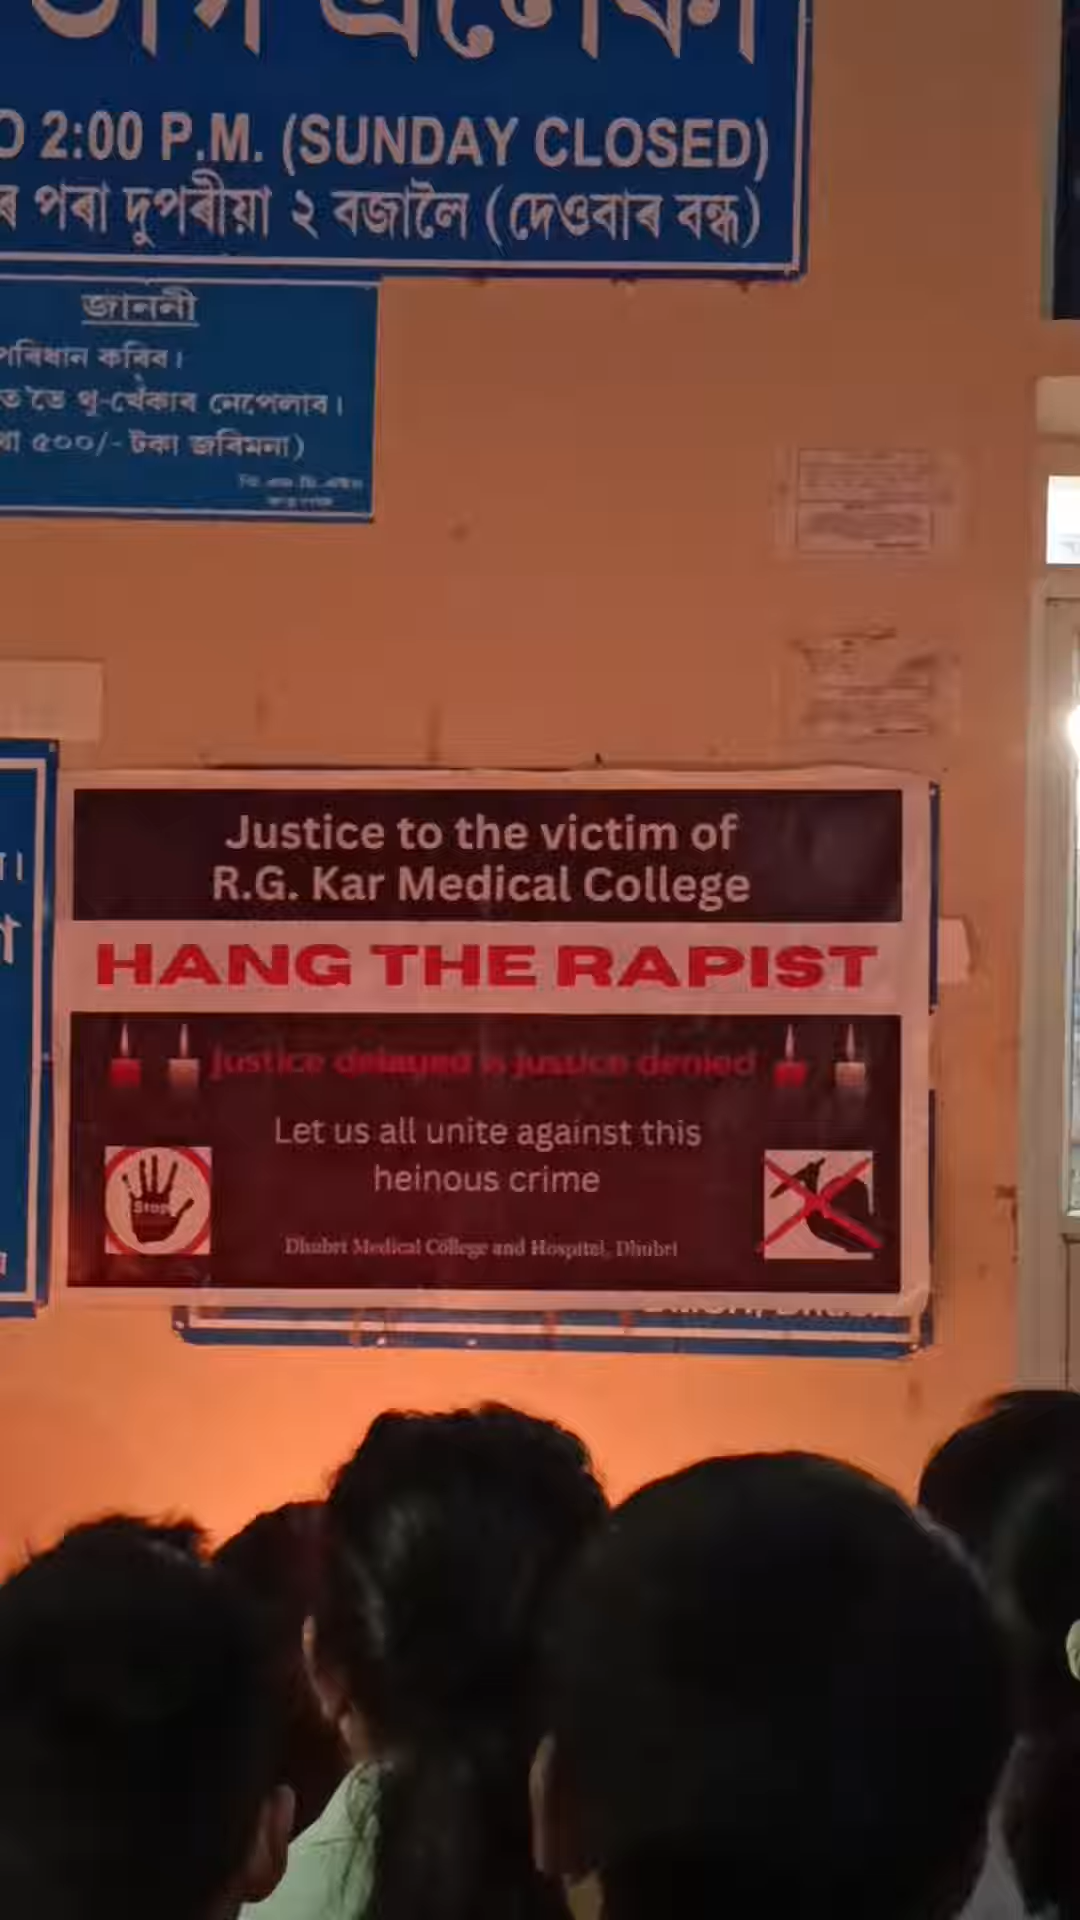 O 2:00 P.M. (SUNDAY CLOSED)
ৰ পৰা দুপৰীয়া ২ বজালৈ (দেওবাৰ বন্ধ)
জাননী
পৰিধান কৰিব।
ত'তৈ থু-খেঁকাৰ নেপেলাব।
৫০০/- টকা জৰিমনা)
Justice to the victim of
R.G. Kar Medical College
HANG THE RAPIST
justice delayed is justice denied
Let us all unite against this
heinous crime
Stop
Dhubri Medical College and Hospital, Dhubri